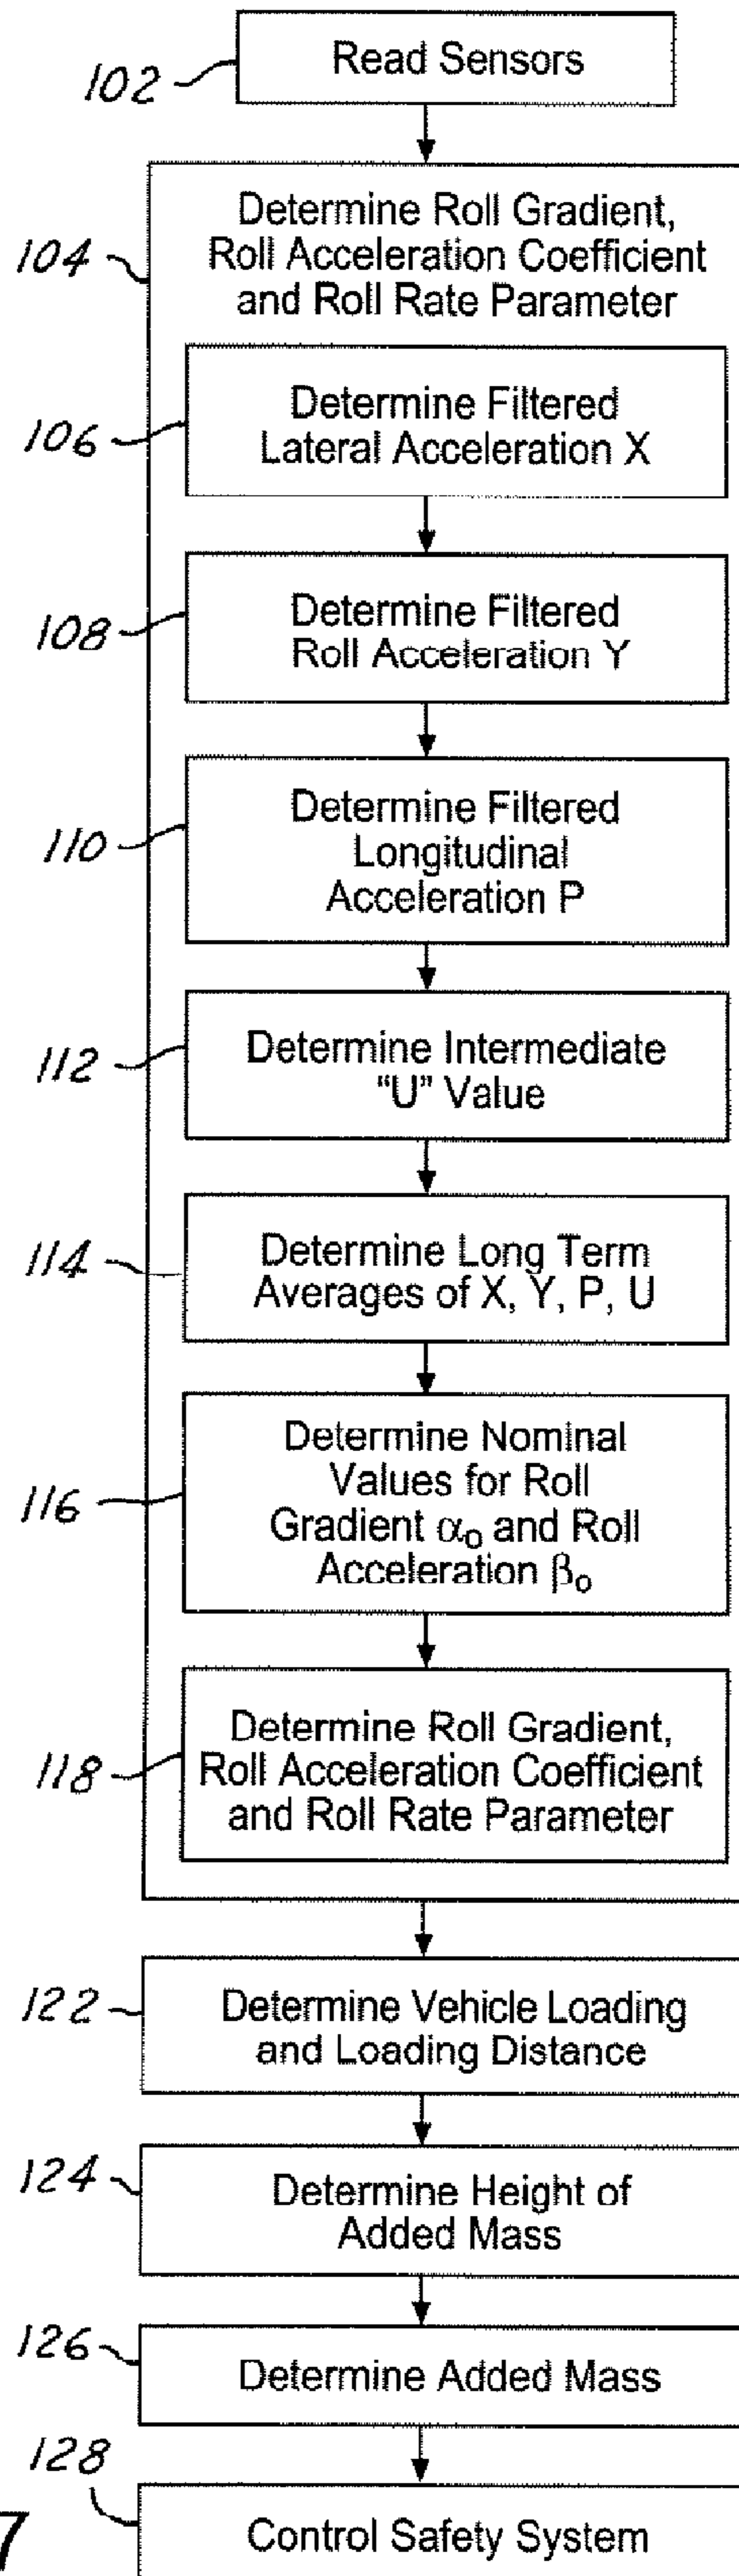 102
Read Sensors
104
Determine Roll Gradient,
Roll Acceleration Coefficient
and Roll Rate Parameter
106
Determine Filtered
Lateral Acceleration X
108
Determine Filtered
Roll Acceleration Y
110
Determine Filtered
Longitudinal
Acceleration P
112
Determine Intermediate
“U” Value
114
Determine Long Term
Averages of X, Y, P, U
116
Determine Nominal
Values for Roll
Gradient α₀ and Roll
Acceleration β₀
118
Determine Roll Gradient,
Roll Acceleration Coefficient
and Roll Rate Parameter
122
Determine Vehicle Loading
and Loading Distance
124
Determine Height of
Added Mass
126
Determine Added Mass
128
Control Safety System
7